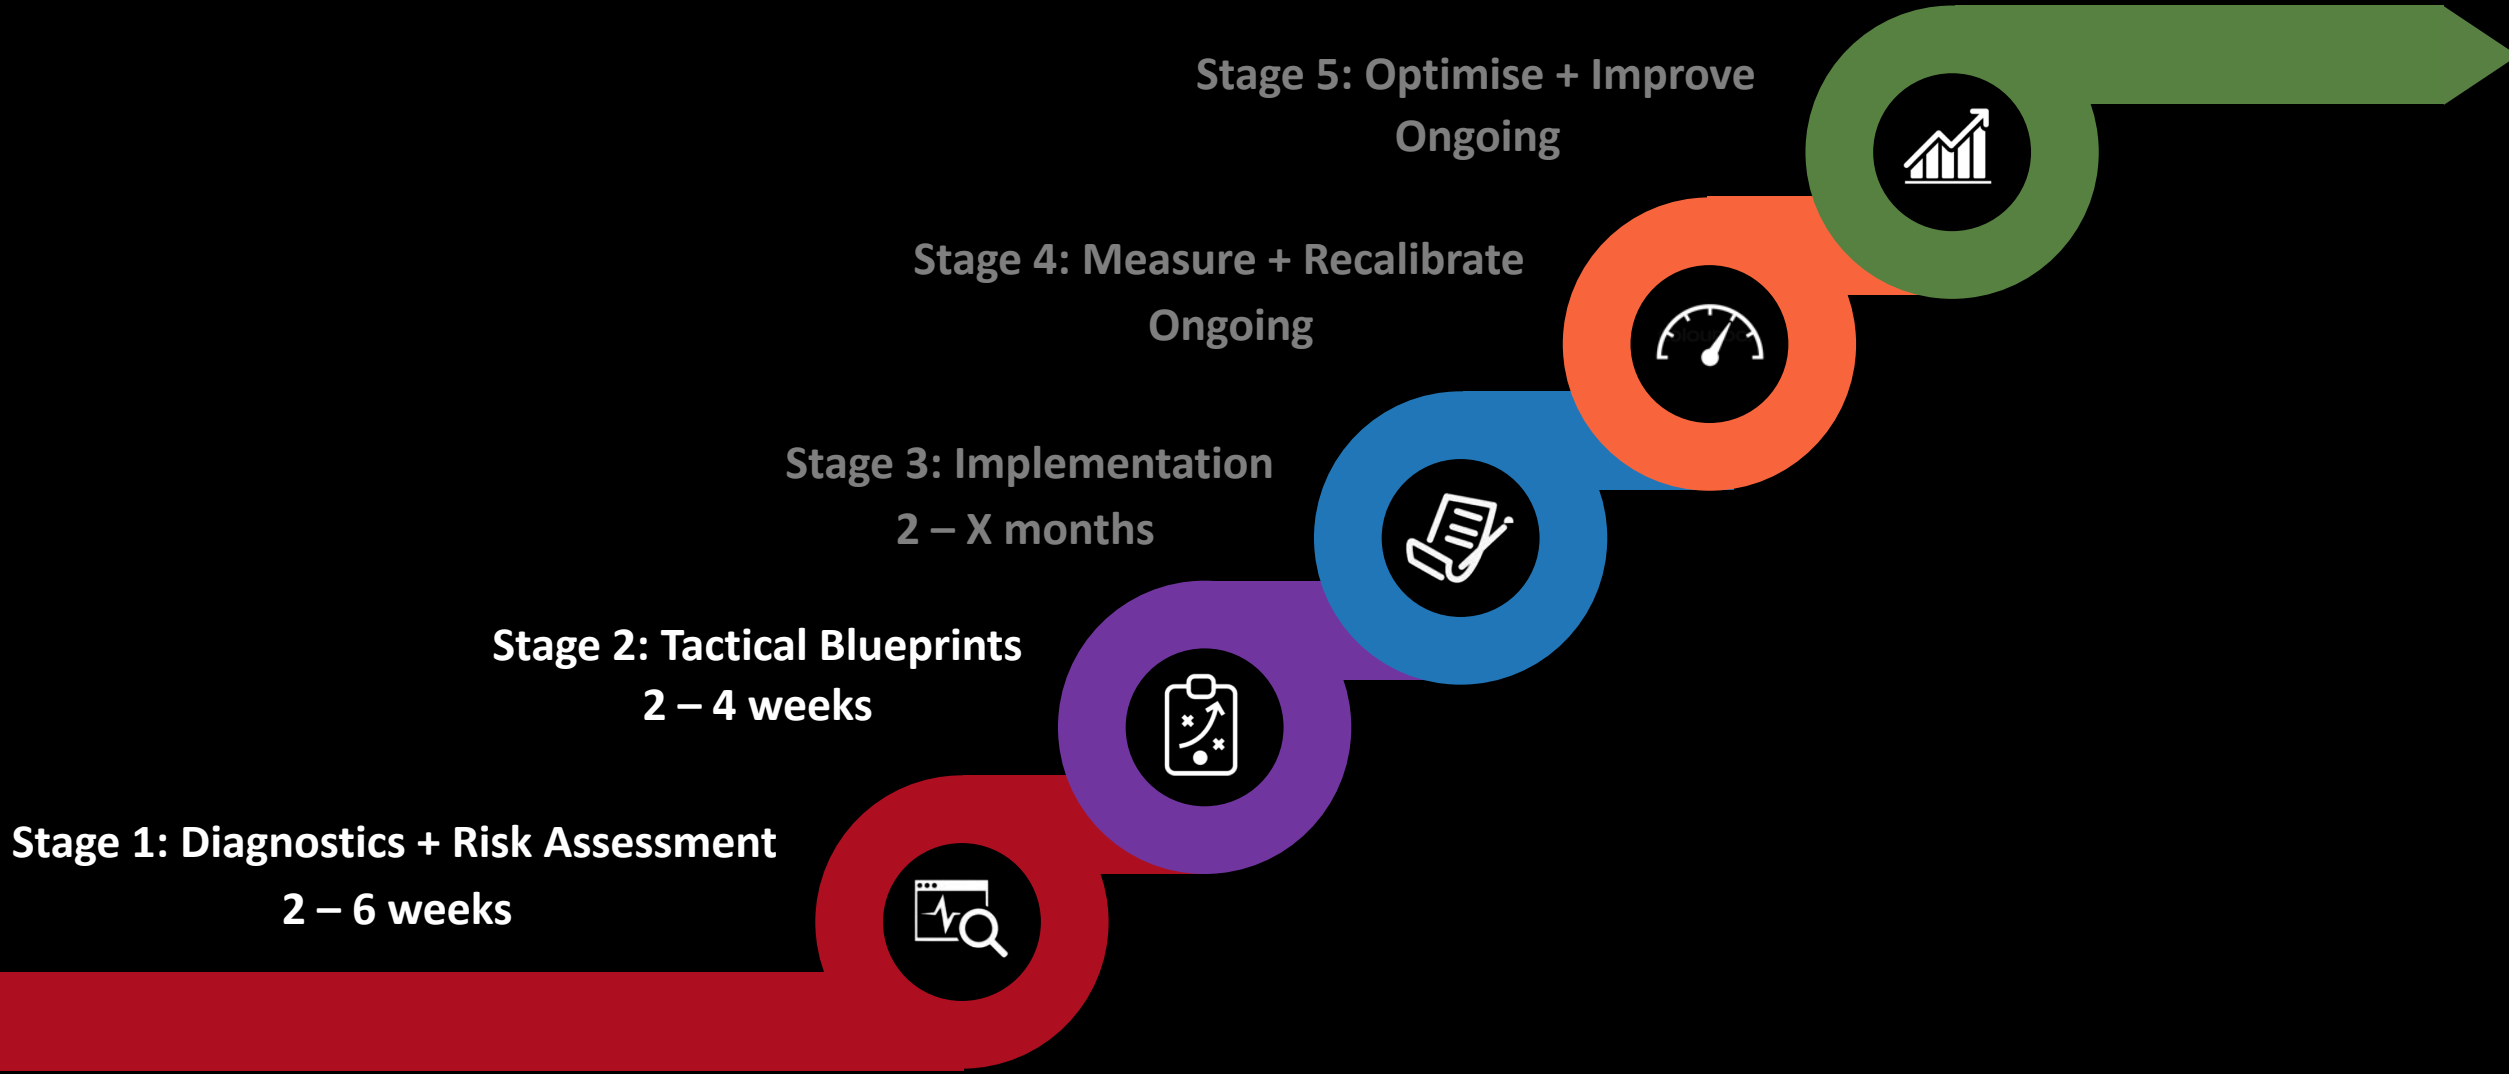 Stage 5: Optimise + Improve
Ongoing
Stage 4: Measure + Recalibrate
Ongoing
Stage 3: Implementation
2 – X months
Stage 2: Tactical Blueprints
2 – 4 weeks
Stage 1: Diagnostics + Risk Assessment
2 – 6 weeks